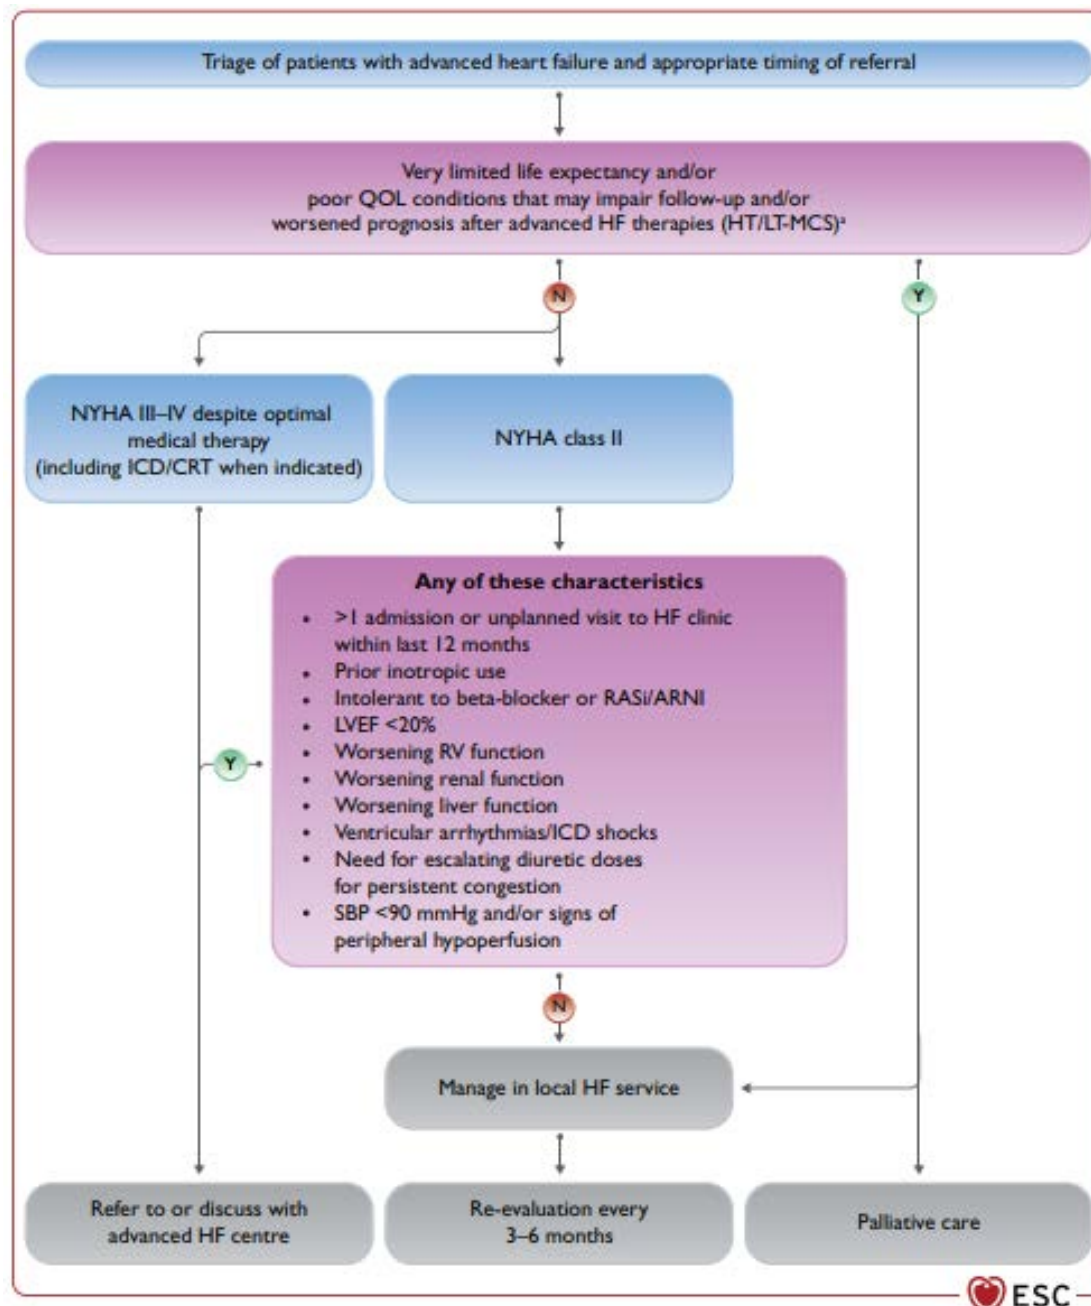 Triage of patients with advanced heart failure and appropriate timing of referral
Very limited life expectancy and/or
poor QOL conditions that may impair follow-up and/or
worsened prognosis after advanced HF therapies (HT/LT-MCS)ª
N
Y
NYHA III–IV despite optimal
medical therapy
(including ICD/CRT when indicated)
NYHA class II
Any of these characteristics
• >1 admission or unplanned visit to HF clinic
within last 12 months
• Prior inotropic use
• Intolerant to beta-blocker or RASi/ARNI
• LVEF <20%
• Worsening RV function
• Worsening renal function
• Worsening liver function
• Ventricular arrhythmias/ICD shocks
• Need for escalating diuretic doses
for persistent congestion
• SBP <90 mmHg and/or signs of
peripheral hypoperfusion
Y
N
Manage in local HF service
Refer to or discuss with
advanced HF centre
Re-evaluation every
3–6 months
Palliative care
ESC